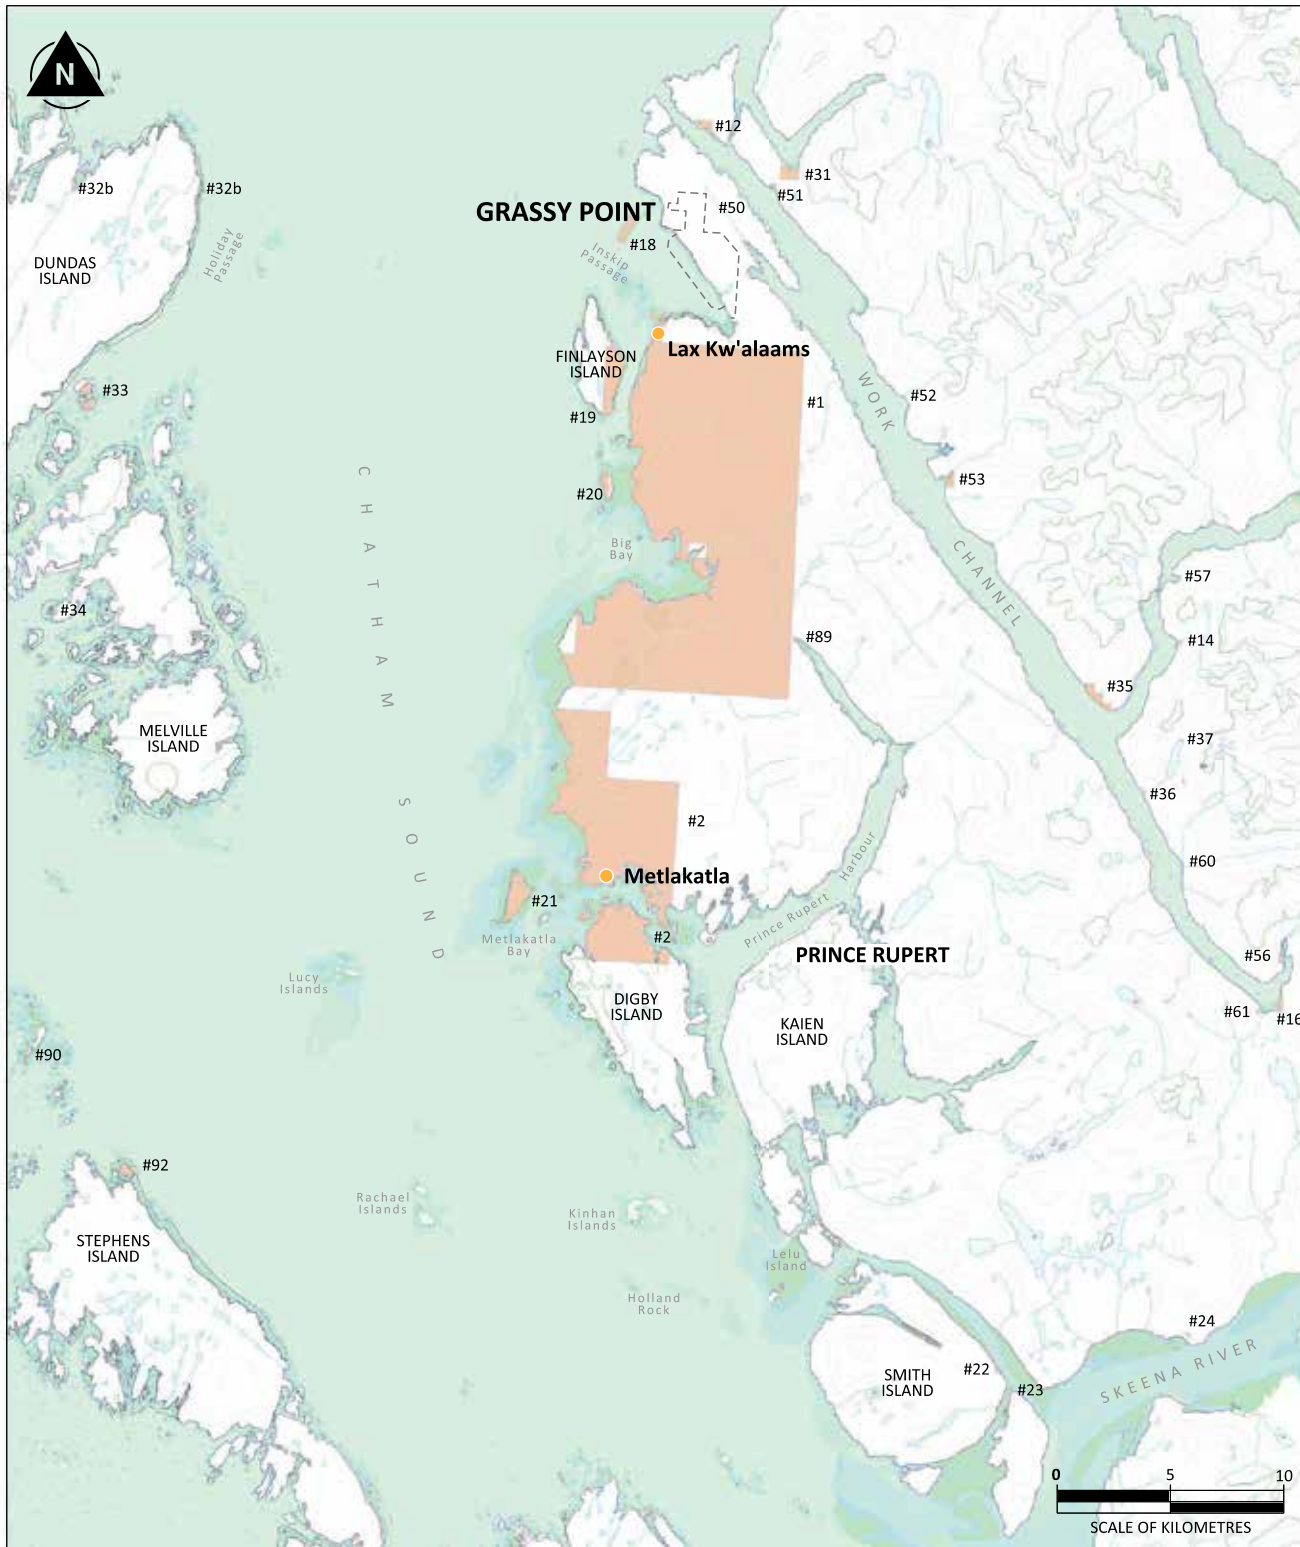 N
#12
#31
#32b
#32b
#51
#50
GRASSY POINT
#18
Inskip
Passage
Holiday
Passage
DUNDAS
ISLAND
Lax Kw'alaams
FINLAYSON
ISLAND
#33
#1
#52
WORK
#19
CHATHAM
#53
#20
Big
Bay
CHANNEL
#57
#34
#89
#14
#35
MELVILLE
ISLAND
#37
#36
SOUND
#2
Harbour
#60
Metlakatla
#21
Metlakatla
Bay
#2
Prince Rupert
PRINCE RUPERT
#56
Lucy
Islands
DIGBY
ISLAND
KAIEN
ISLAND
#61
#16
#90
#92
Rachael
Islands
Kinhan
Islands
STEPHENS
ISLAND
Lelu
Island
Holland
Rock
#24
SKEENA RIVER
SMITH
ISLAND
#22
#23
0 5 10
SCALE OF KILOMETRES